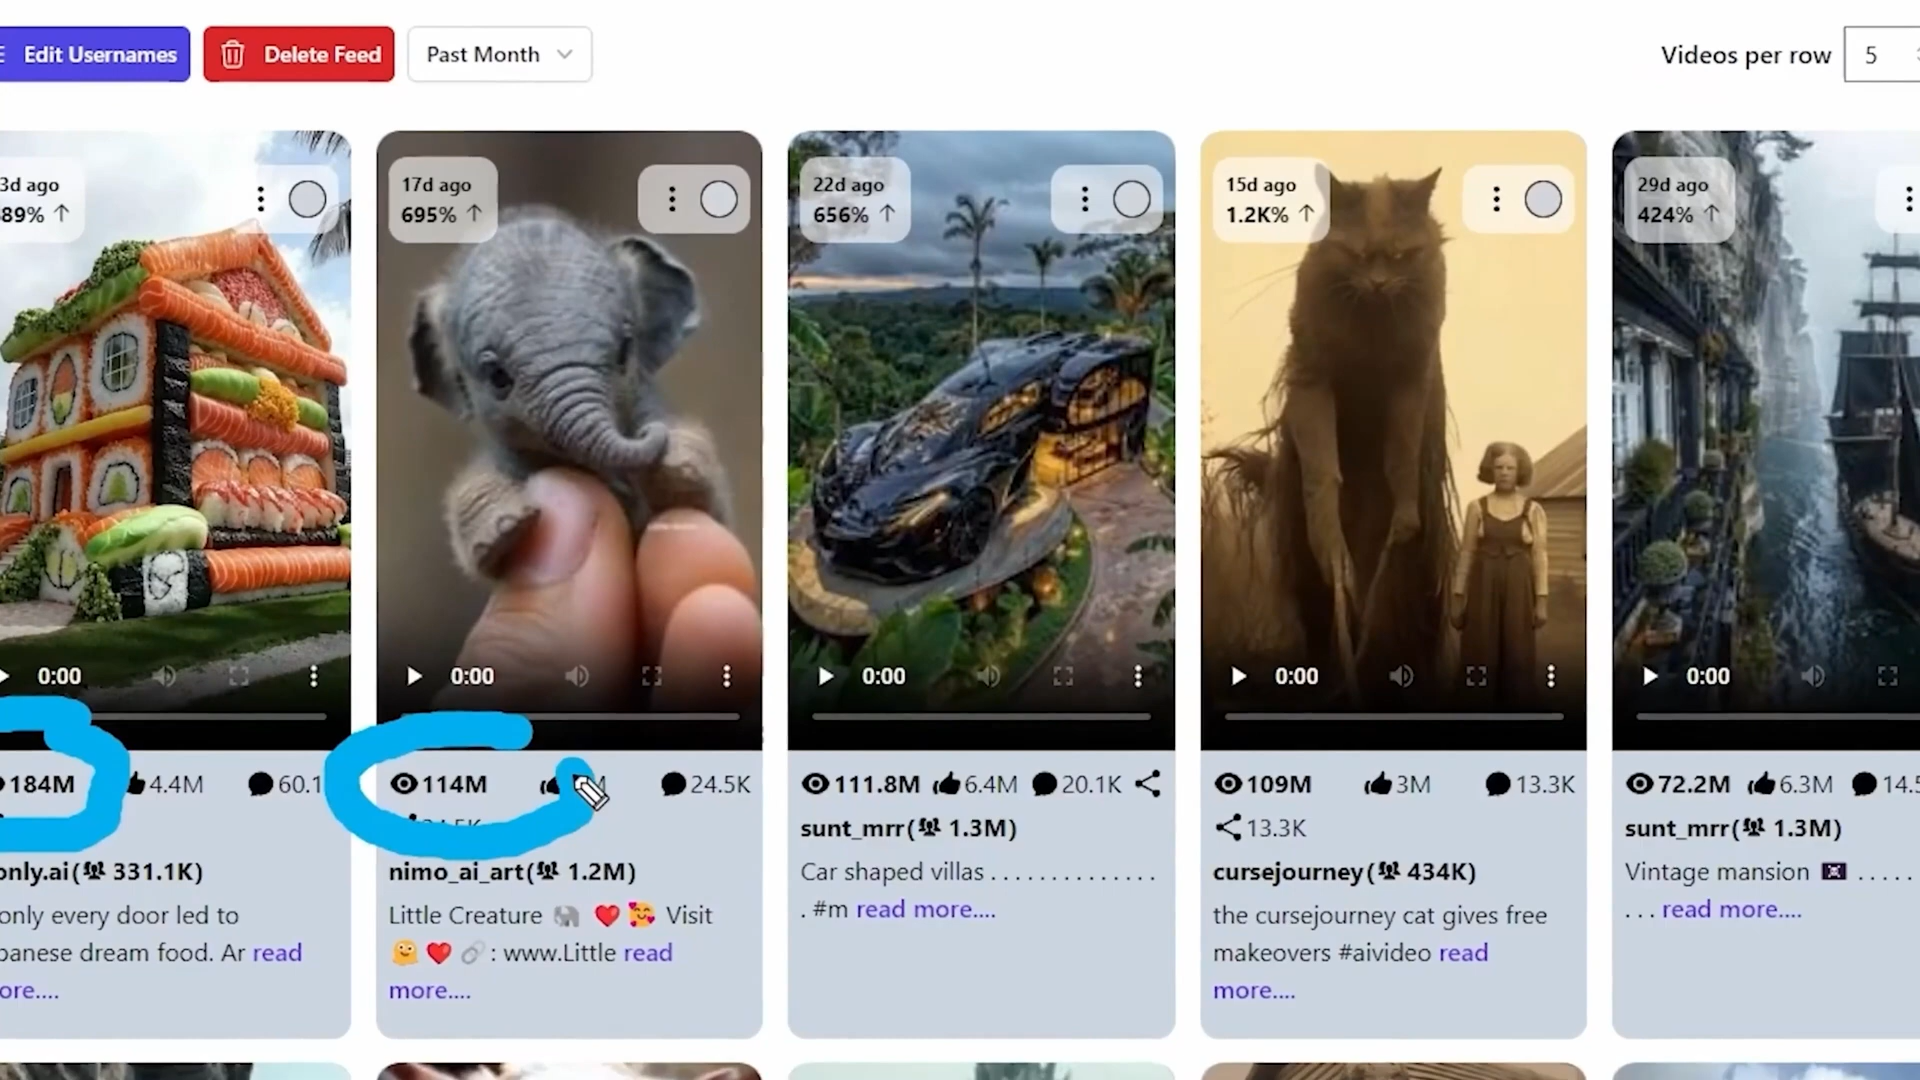 Edit Usernames
Delete Feed
Past Month
Videos per row
5
3d ago
89%
0:00
184M
4.4M
60.1
only.ai( 331.1K)
only every door led to
panese dream food. Ar read
ore....
17d ago
695%
0:00
114M
24.5K
nimo_ai_art( 1.2M)
Little Creature 🐘 ❤️ 🥰 Visit
🙂 ❤️ 🔗 : www.Little read
more....
22d ago
656%
0:00
111.8M
6.4M
20.1K
sunt_mrr( 1.3M)
Car shaped villas . . . . . . . . . . . . . .
. #m read more....
15d ago
1.2K%
0:00
109M
3M
13.3K
13.3K
cursejourney( 434K)
the cursejourney cat gives free
makeovers #aivideo read
more....
29d ago
424%
0:00
72.2M
6.3M
14.5
sunt_mrr( 1.3M)
Vintage mansion 🏴‍☠️ . . . . .
. . . read more....